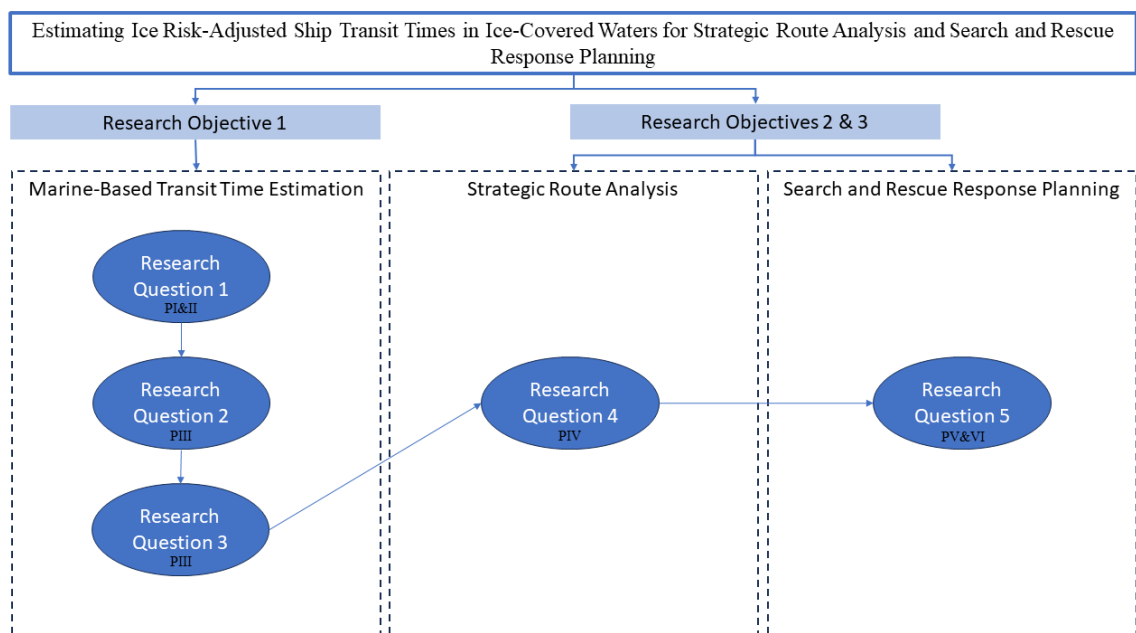 Estimating Ice Risk-Adjusted Ship Transit Times in Ice-Covered Waters for Strategic Route Analysis and Search and Rescue
Response Planning
Research Objective 1
Research Objectives 2 & 3
Marine-Based Transit Time Estimation
Strategic Route Analysis
Search and Rescue Response Planning
Research
Question 1
PI&II
Research
Question 2
PIII
Research
Question 3
PIII
Research
Question 4
PIV
Research
Question 5
PV&VI